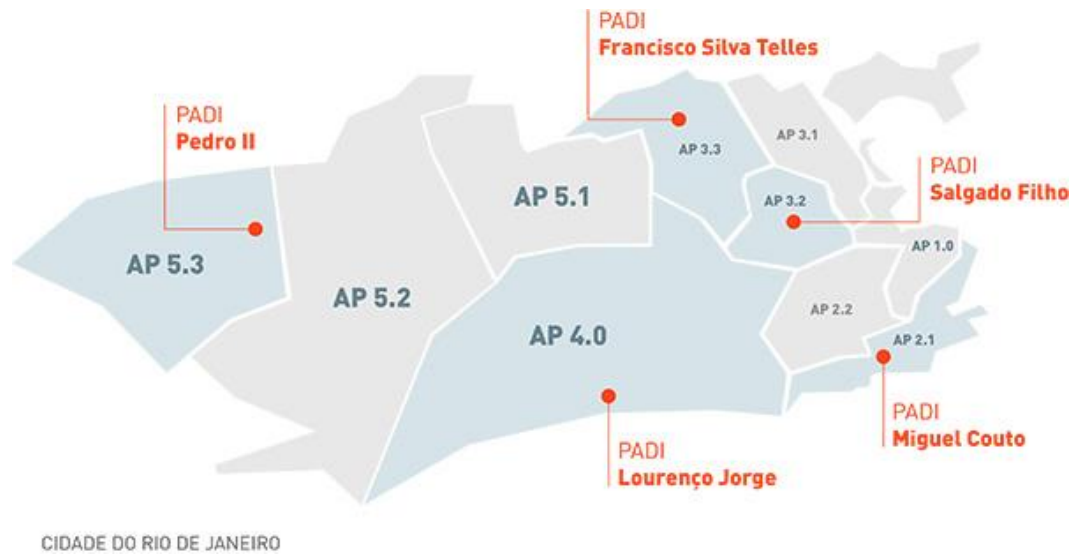 PADI
Francisco Silva Telles
PADI
Pedro II
AP 3.1
AP 3.3
PADI
Salgado Filho
AP 5.1
AP 3.2
AP 1.0
AP 5.3
AP 5.2
AP 2.2
AP 4.0
AP 2.1
PADI
Miguel Couto
PADI
Lourenço Jorge
CIDADE DO RIO DE JANEIRO